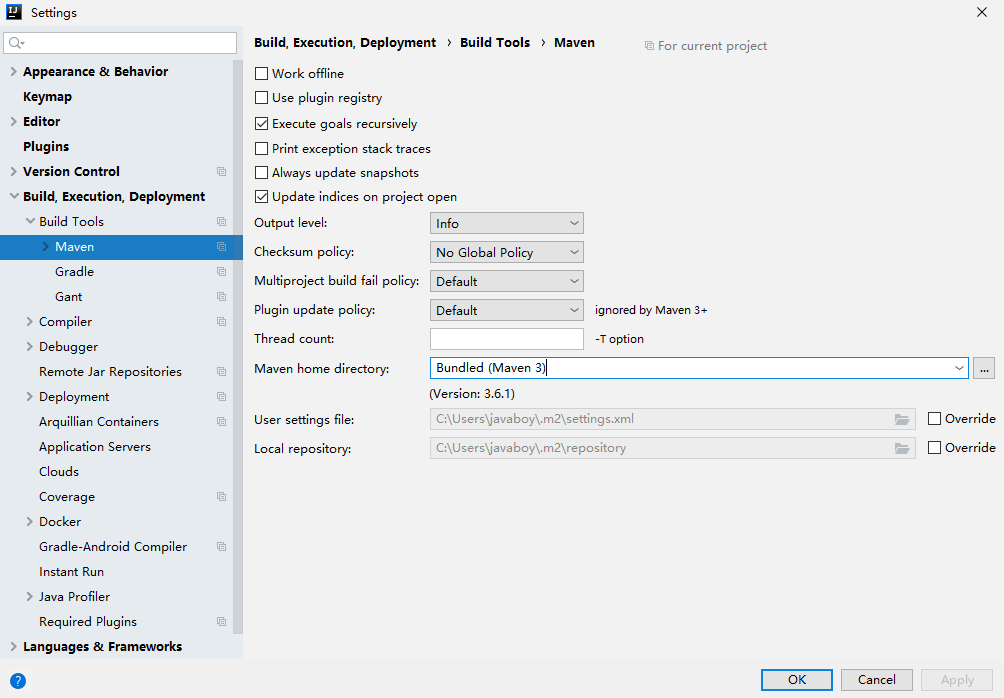 IJ Settings
Appearance & Behavior
Keymap
Editor
Plugins
Version Control
Build, Execution, Deployment
Build Tools
Maven
Gradle
Gant
Compiler
Debugger
Remote Jar Repositories
Deployment
Arquillian Containers
Application Servers
Clouds
Coverage
Docker
Gradle-Android Compiler
Instant Run
Java Profiler
Required Plugins
Languages & Frameworks
?
Build, Execution, Deployment › Build Tools › Maven For current project
Work offline
Use plugin registry
Execute goals recursively
Print exception stack traces
Always update snapshots
Update indices on project open
Output level: Info
Checksum policy: No Global Policy
Multiproject build fail policy: Default
Plugin update policy: Default ignored by Maven 3+
Thread count: -T option
Maven home directory: Bundled (Maven 3) ...
(Version: 3.6.1)
User settings file: C:\Users\javaboy\.m2\settings.xml Override
Local repository: C:\Users\javaboy\.m2\repository Override
OK Cancel Apply